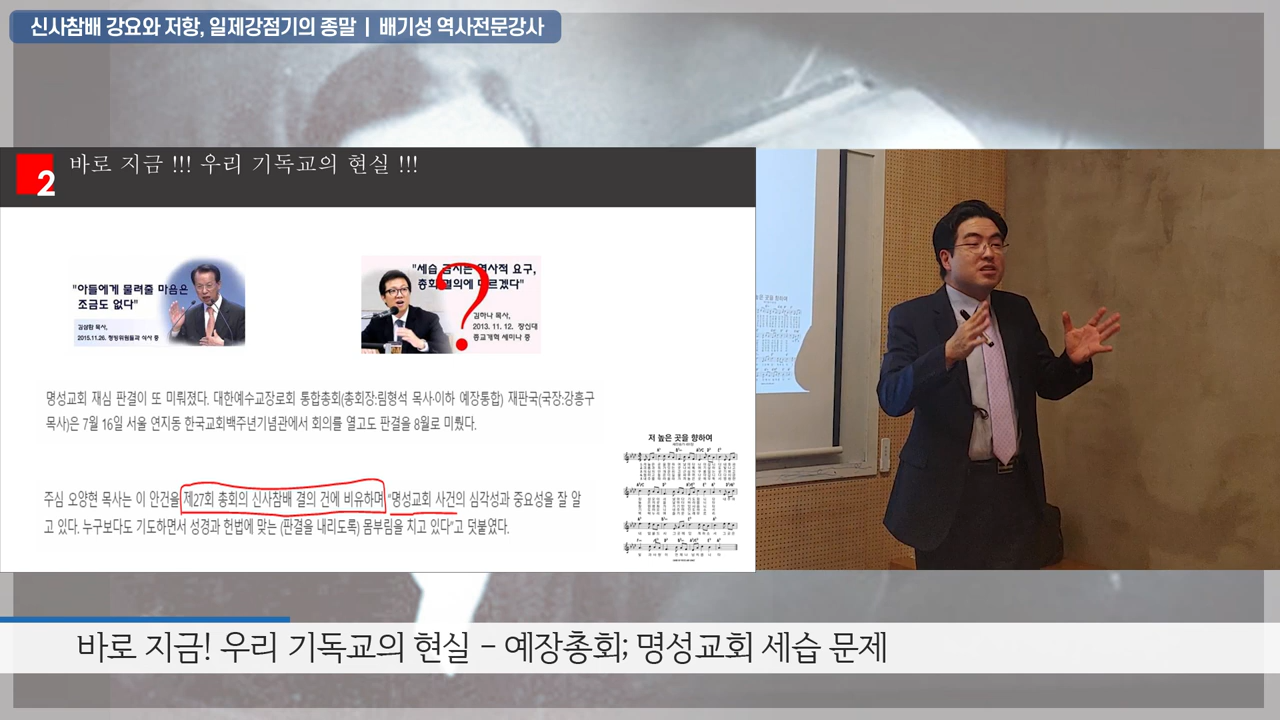 신사참배 강요와 저항, 일제강점기의 종말 | 배기성 역사전문강사
2
바로 지금 !!! 우리 기독교의 현실 !!!
"아들에게 물려줄 마음은
조금도 없다"
김삼환 목사,
2015.11.26. 청빙위원들과 식사 중
"세습 금지는 역사적 요구,
총회 결의에 따르겠다"
김하나 목사,
2013. 11. 12. 장신대
종교개혁 세미나 중
?
명성교회 재심 판결이 또 미뤄졌다. 대한예수교장로회 통합총회(총회장:림형석 목사·이하 예장통합) 재판국(국장:강흥구
목사)은 7월 16일 서울 연지동 한국교회백주년기념관에서 회의를 열고도 판결을 8월로 미뤘다.
주심 오양현 목사는 이 안건을 제27회 총회의 신사참배 결의 건에 비유하며 "명성교회 사건의 심각성과 중요성을 잘 알
고 있다. 누구보다도 기도하면서 성경과 헌법에 맞는 (판결을 내리도록) 몸부림을 치고 있다"고 덧붙였다.
저 높은 곳을 향하여
바로 지금! 우리 기독교의 현실 - 예장총회; 명성교회 세습 문제